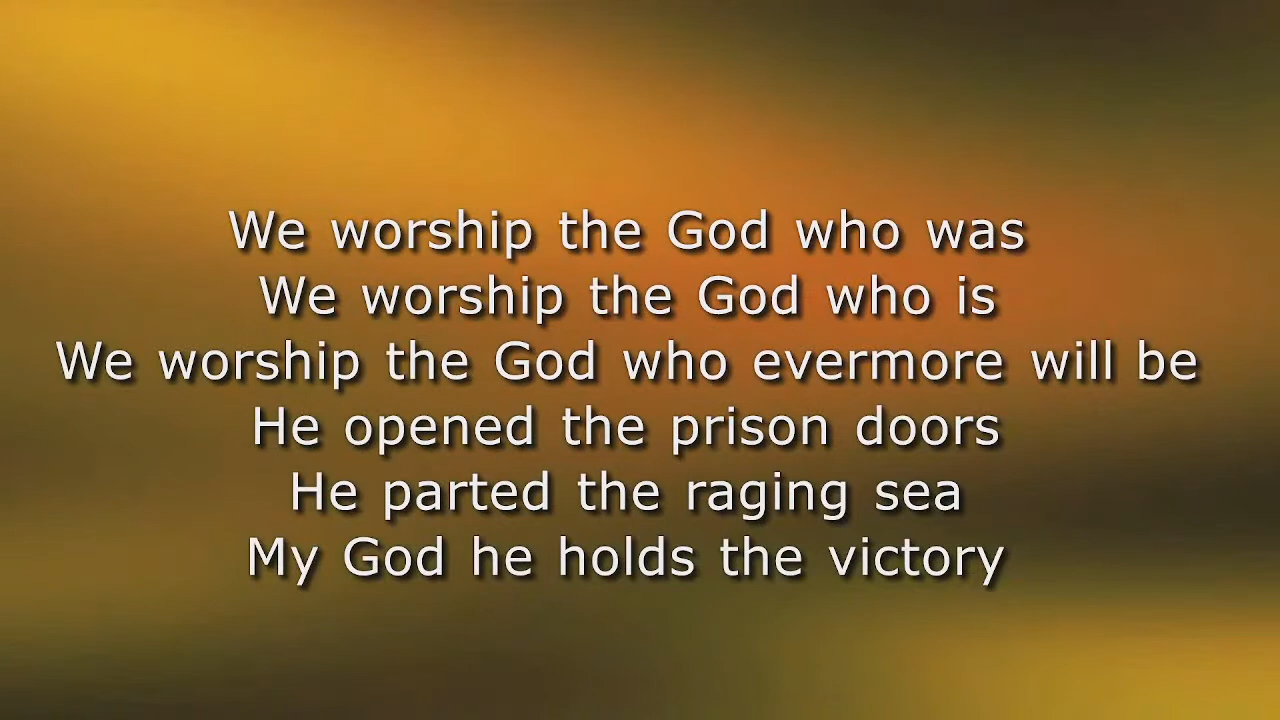 We worship the God who was
We worship the God who is
We worship the God who evermore will be
He opened the prison doors
He parted the raging sea
My God he holds the victory